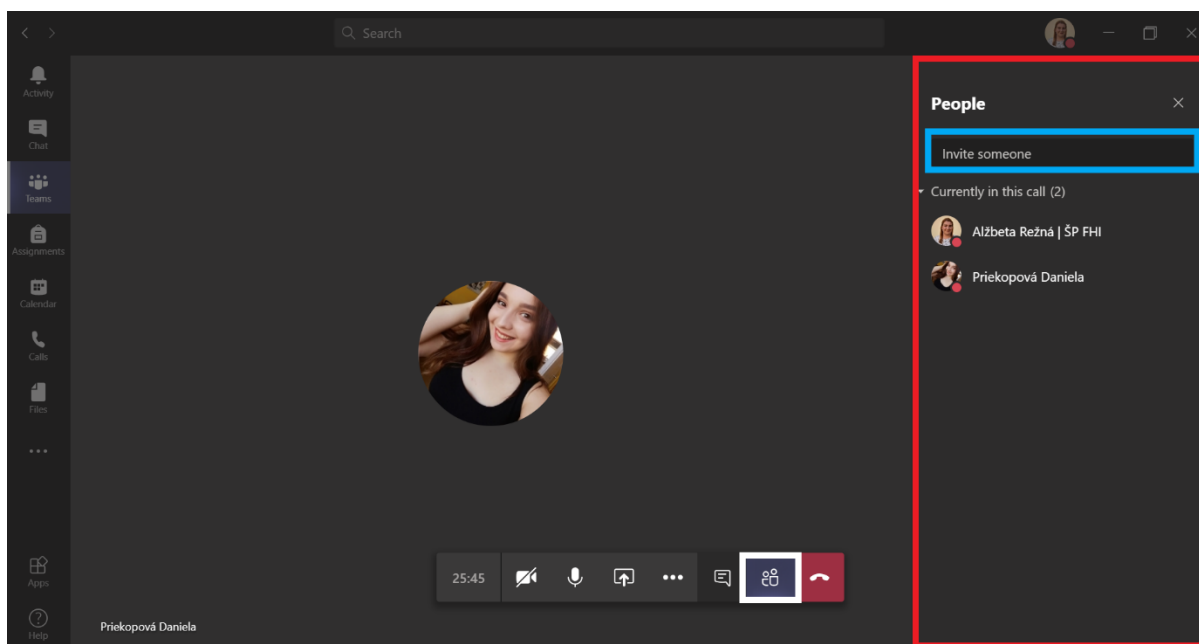 Search
Activity
Chat
Teams
Assignments
Calendar
Calls
Files
Apps
Help
25:45
Priekopová Daniela
People
Invite someone
Currently in this call (2)
Alžbeta Režná | ŠP FHI
Priekopová Daniela